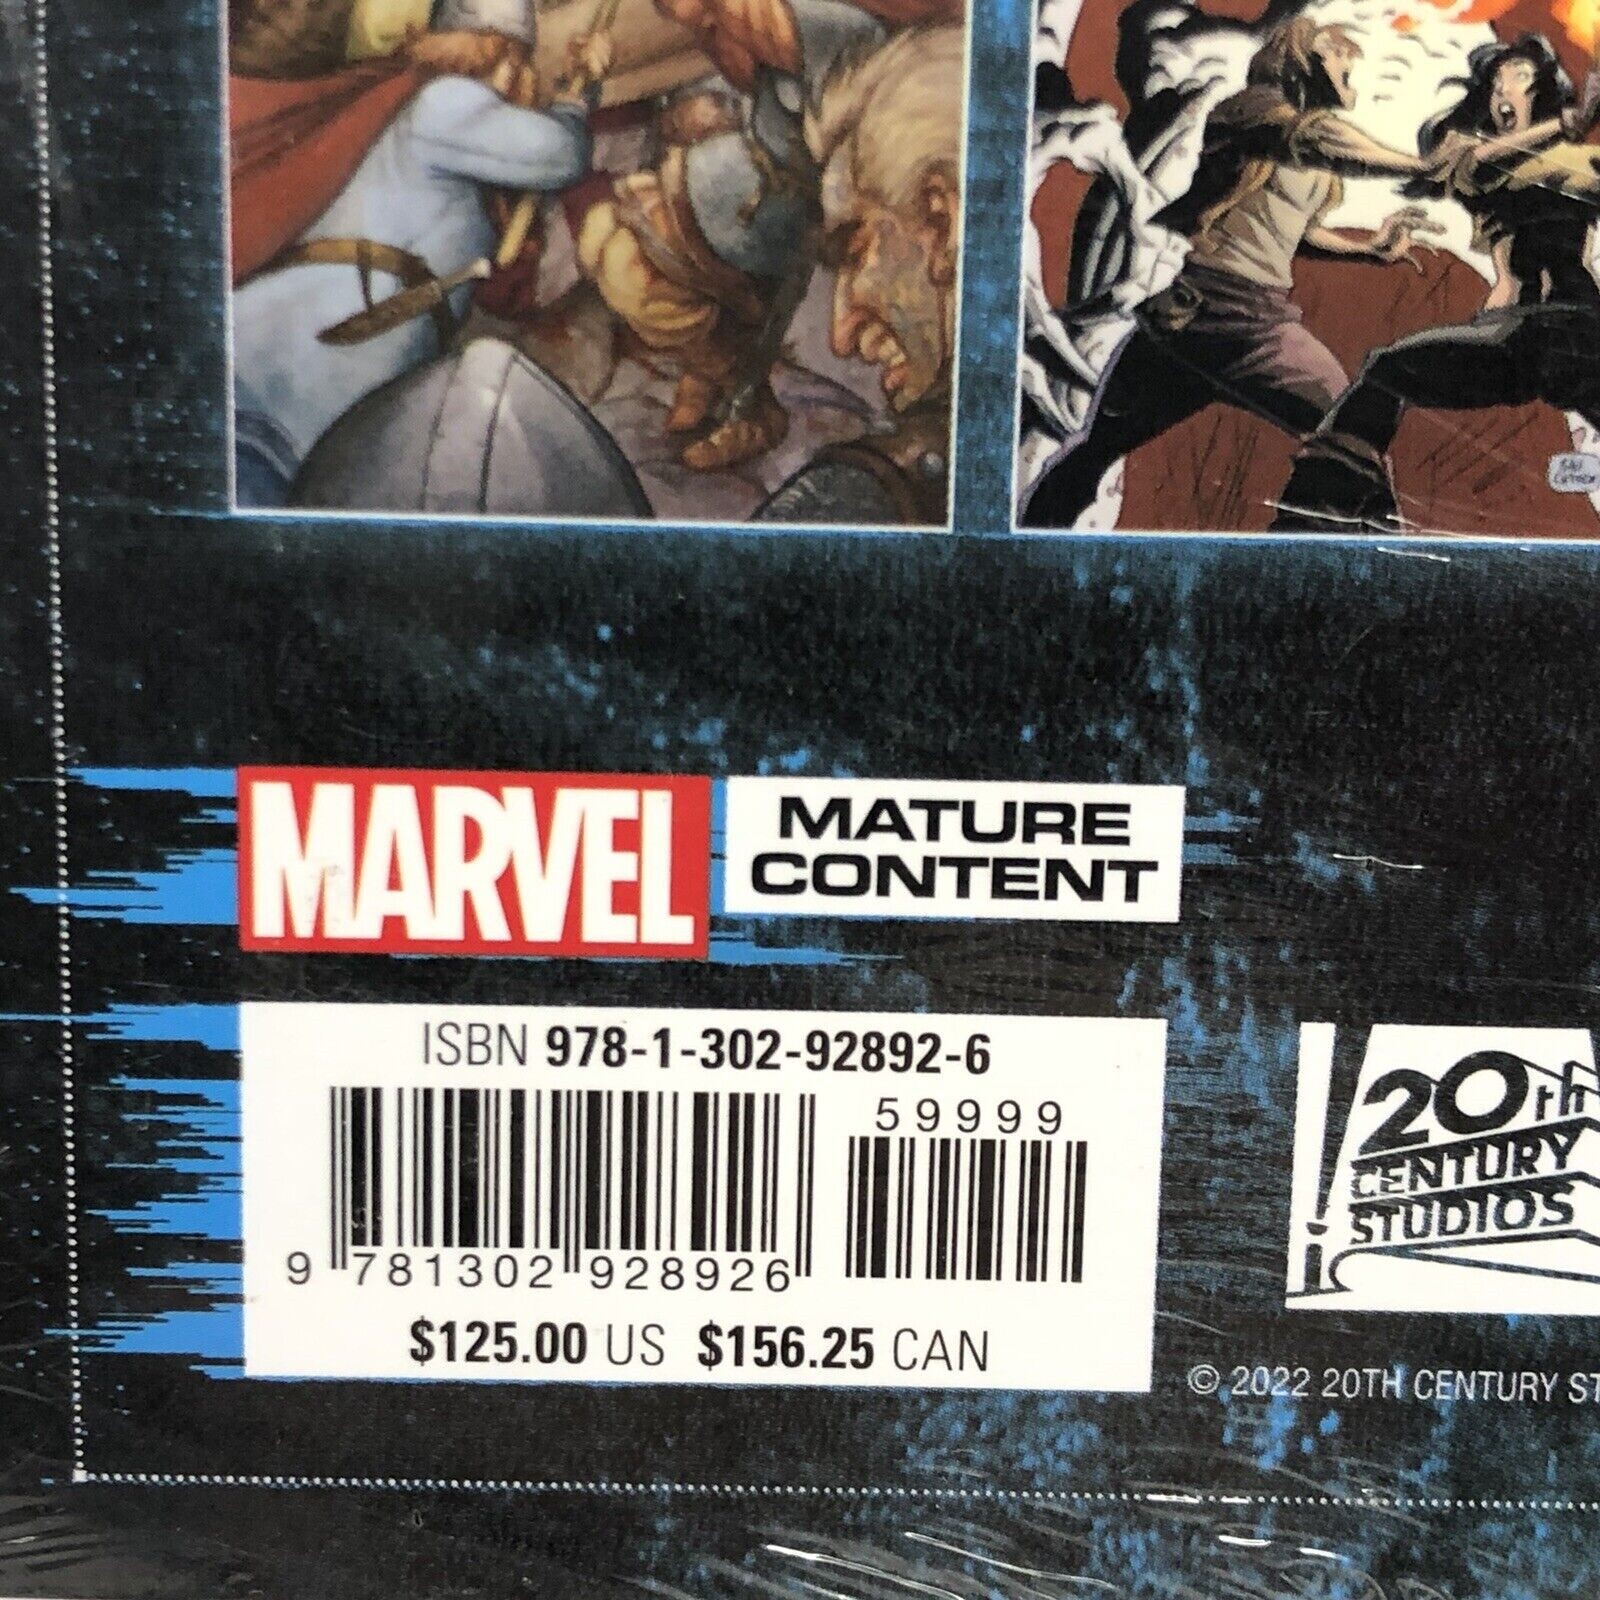 MARVEL
MATURE
CONTENT
ISBN 978-1-302-92892-6
59999
9 781302 928926
$125.00 US $156.25 CAN
20th
CENTURY
STUDIOS
© 2022 20TH CENTURY